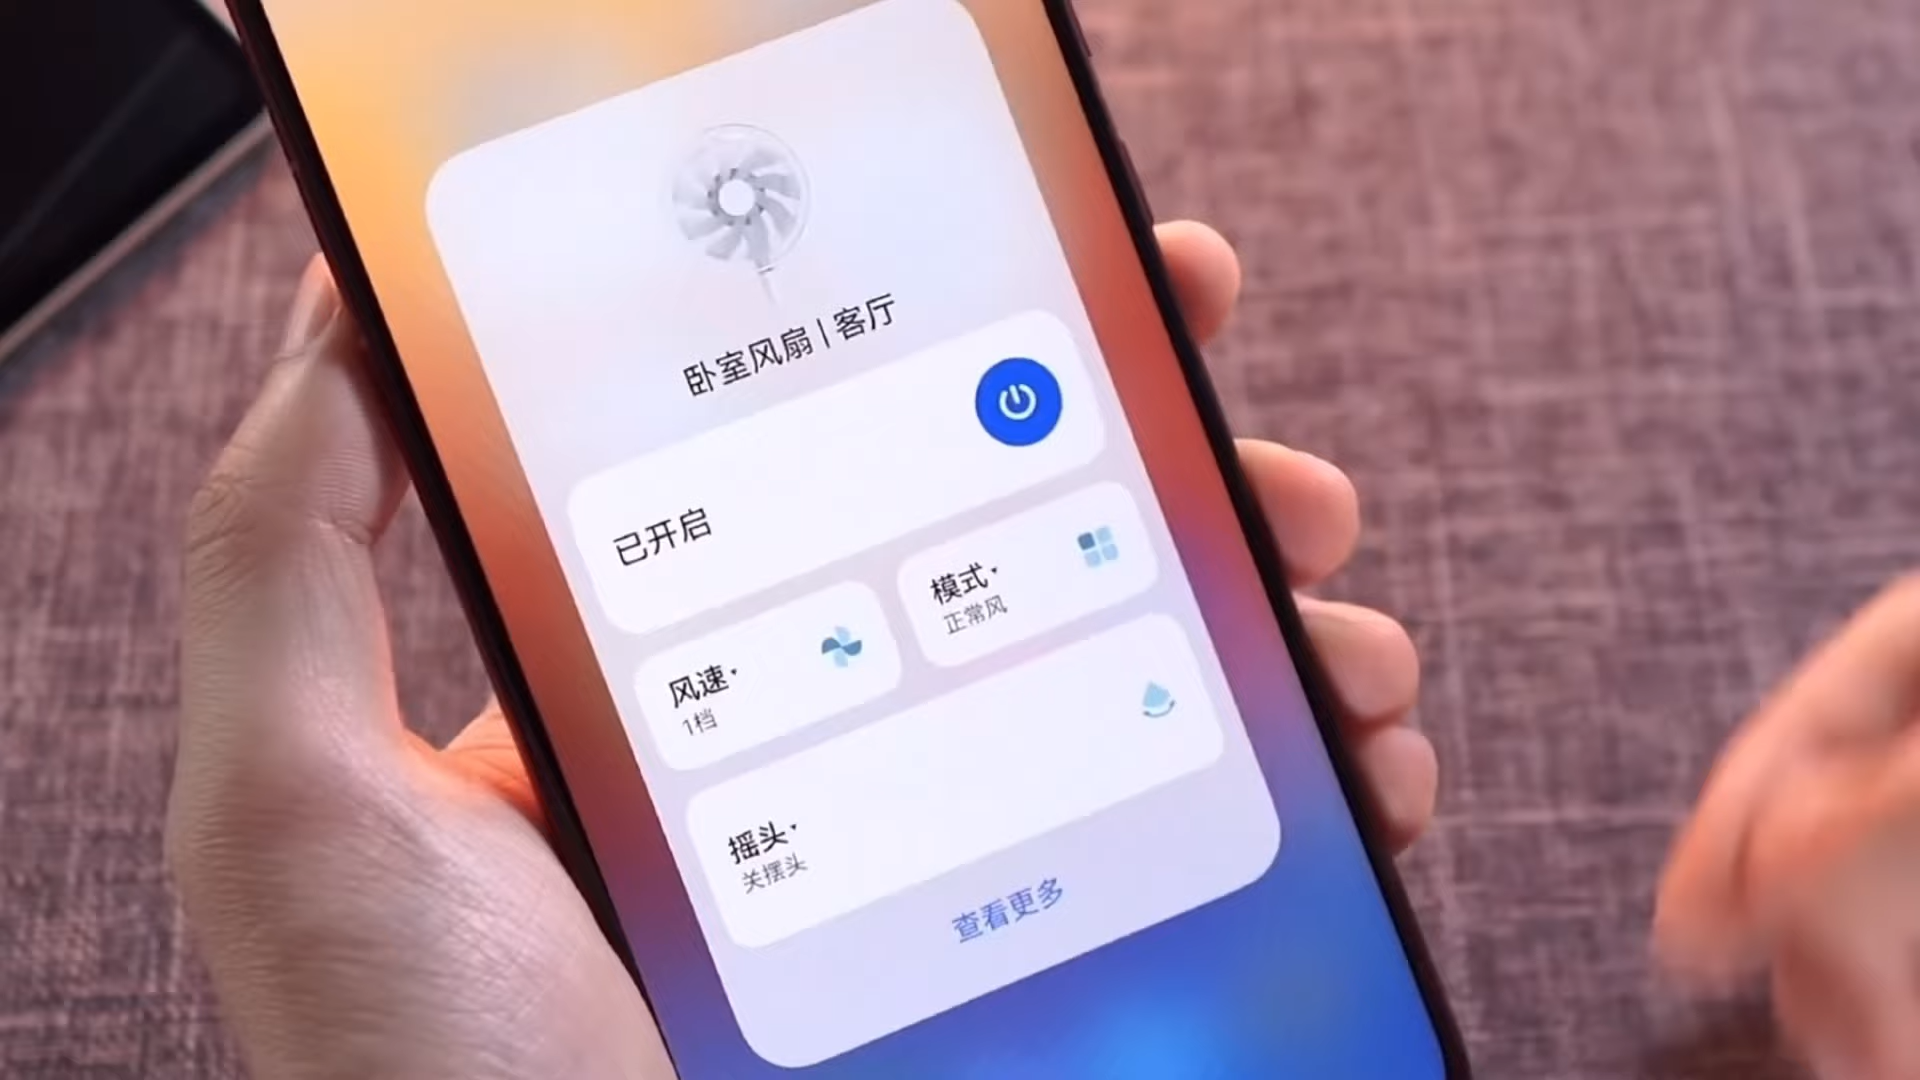 卧室风扇 | 客厅
已开启
模式
正常风
风速
1档
摇头
关摆头
查看更多